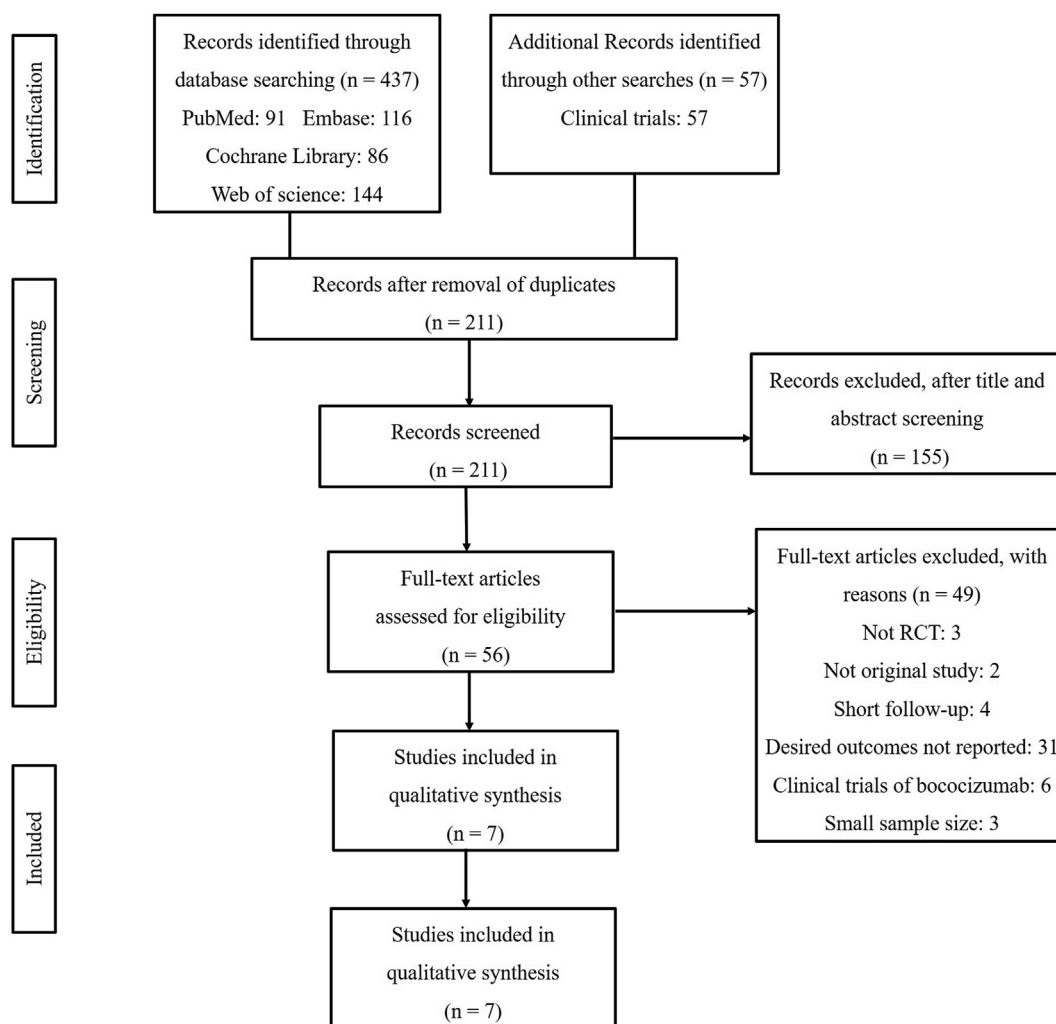 Identification
Records identified through
database searching (n = 437)
PubMed: 91 Embase: 116
Cochrane Library: 86
Web of science: 144
Additional Records identified
through other searches (n = 57)
Clinical trials: 57
Screening
Records after removal of duplicates
(n = 211)
Records screened
(n = 211)
Records excluded, after title and
abstract screening
(n = 155)
Eligibility
Full-text articles
assessed for eligibility
(n = 56)
Full-text articles excluded, with
reasons (n = 49)
Not RCT: 3
Not original study: 2
Short follow-up: 4
Desired outcomes not reported: 31
Clinical trials of bococizumab: 6
Small sample size: 3
Included
Studies included in
qualitative synthesis
(n = 7)
Studies included in
qualitative synthesis
(n = 7)